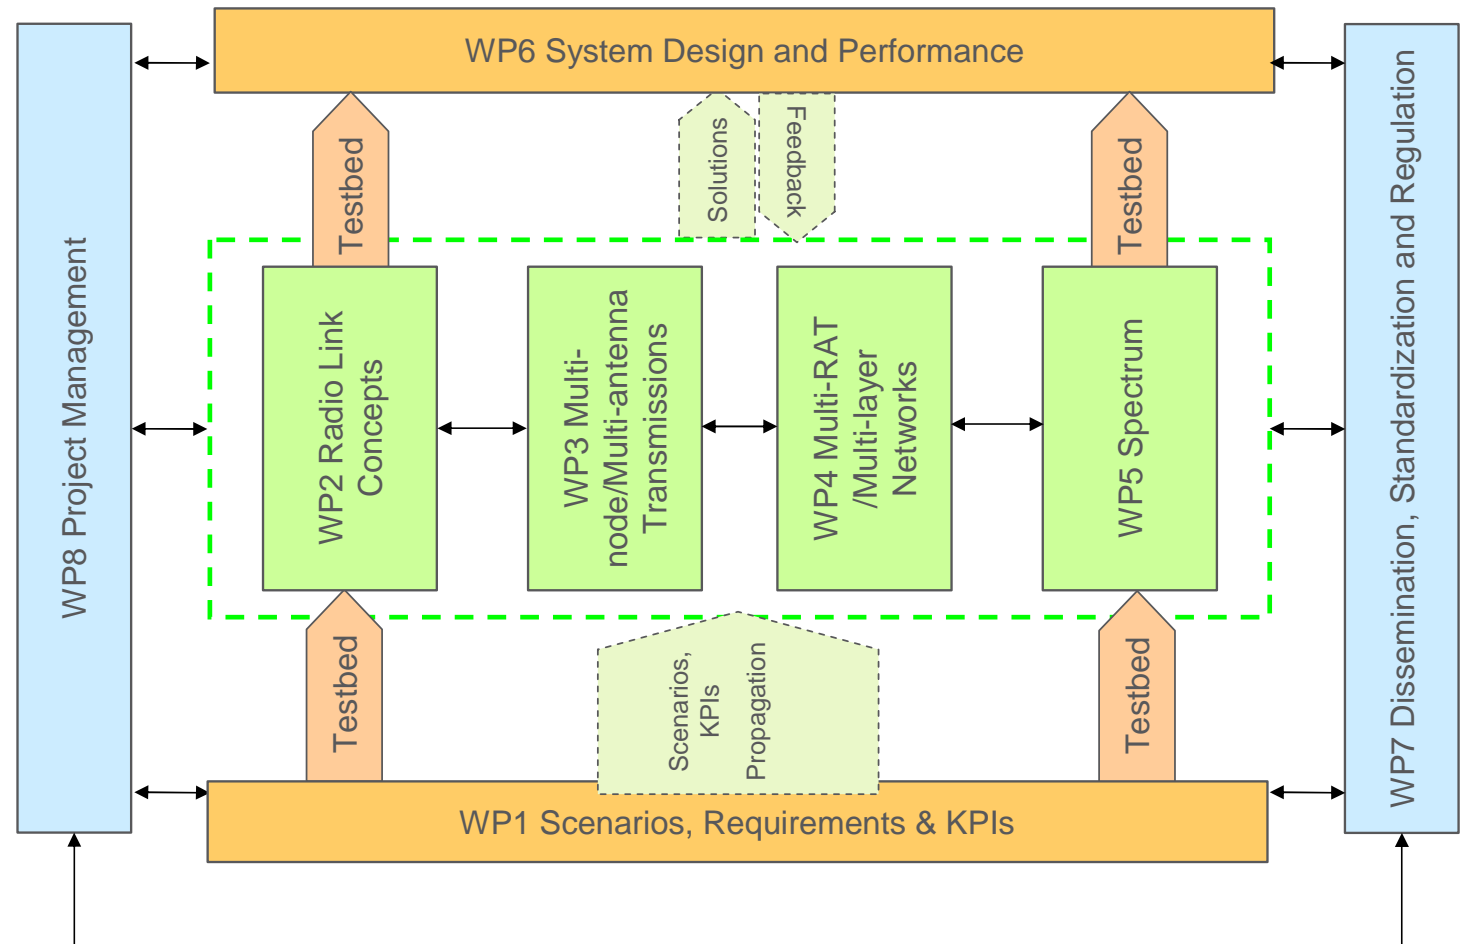 WP6 System Design and Performance
WP8 Project Management
Testbed
Solutions
Feedback
Testbed
WP7 Dissemination, Standardization and Regulation
WP2 Radio Link
Concepts
WP3 Multi-
node/Multi-antenna
Transmissions
WP4 Multi-RAT
/Multi-layer
Networks
WP5 Spectrum
Testbed
Scenarios,
KPIs
Propagation
Testbed
WP1 Scenarios, Requirements & KPIs